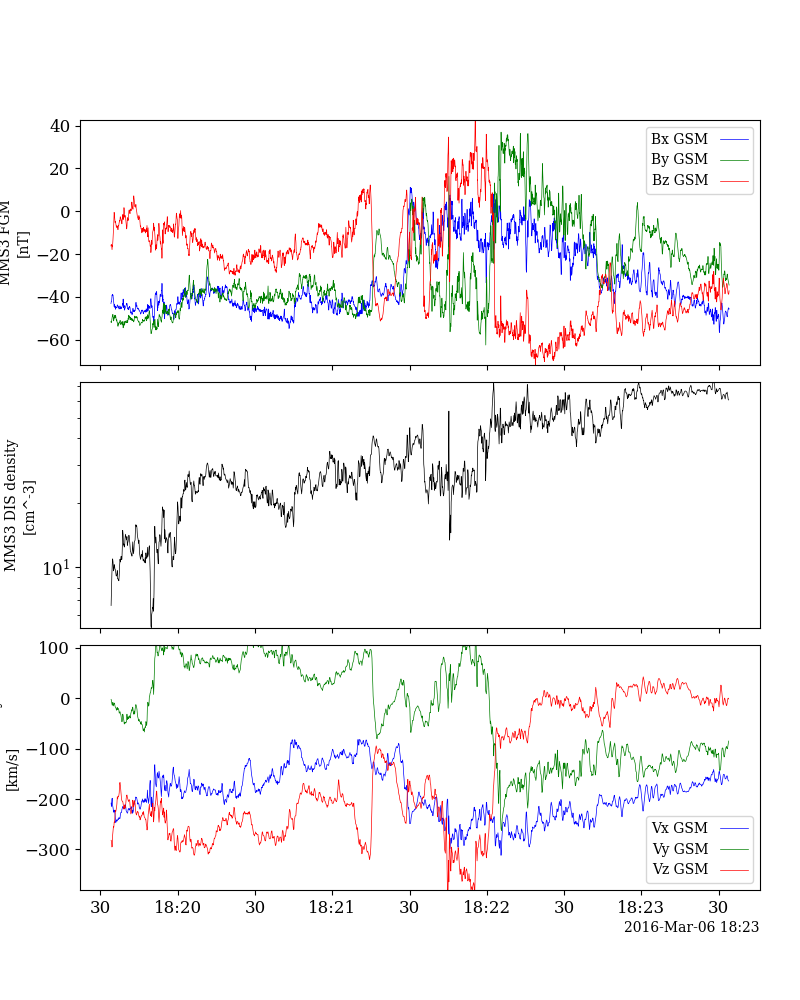 40
20
0
−20
−40
−60
MMS3 FGM
[nT]
Bx GSM
By GSM
Bz GSM
10¹
MMS3 DIS density
[cm^-3]
100
0
−100
−200
−300
[km/s]
Vx GSM
Vy GSM
Vz GSM
30 18:20 30 18:21 30 18:22 30 18:23 30
2016-Mar-06 18:23